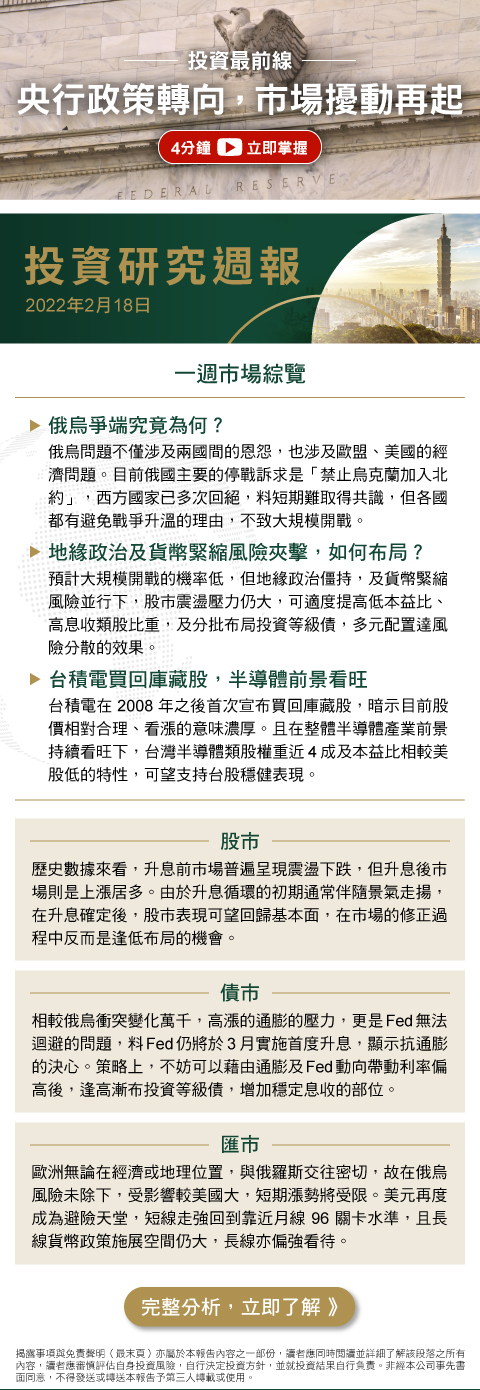 投資最前線
央行政策轉向，市場擾動再起
4分鐘 立即掌握
FEDERAL RESERVE
投資研究週報
2022年2月18日
一週市場綜覽
俄烏爭端究竟為何？
俄烏問題不僅涉及兩國間的恩怨，也涉及歐盟、美國的經
濟問題。目前俄國主要的停戰訴求是「禁止烏克蘭加入北
約」，西方國家已多次回絕，料短期難取得共識，但各國
都有避免戰爭升溫的理由，不致大規模開戰。
地緣政治及貨幣緊縮風險夾擊，如何布局？
預計大規模開戰的機率低，但地緣政治僵持，及貨幣緊縮
風險並行下，股市震盪壓力仍大，可適度提高低本益比、
高息收類股比重，及分批布局投資等級債，多元配置達風
險分散的效果。
台積電買回庫藏股，半導體前景看旺
台積電在 2008 年之後首次宣布買回庫藏股，暗示目前股
價相對合理、看漲的意味濃厚。且在整體半導體產業前景
持續看旺下，台灣半導體類股權重近 4 成及本益比相較美
股低的特性，可望支持台股穩健表現。
股市
歷史數據來看，升息前市場普遍呈現震盪下跌，但升息後市
場則是上漲居多。由於升息循環的初期通常伴隨景氣走揚，
在升息確定後，股市表現可望回歸基本面，在市場的修正過
程中反而是逢低布局的機會。
債市
相較俄烏衝突變化萬千，高漲的通膨的壓力，更是 Fed 無法
迴避的問題，料 Fed 仍將於 3 月實施首度升息，顯示抗通膨
的決心。策略上，不妨可以藉由通膨及 Fed 動向帶動利率偏
高後，逢高漸布投資等級債，增加穩定息收的部位。
匯市
歐洲無論在經濟或地理位置，與俄羅斯交往密切，故在俄烏
風險未除下，受影響較美國大，短期漲勢將受限。美元再度
成為避險天堂，短線走強回到靠近月線 96 關卡水準，且長
線貨幣政策施展空間仍大，長線亦偏強看待。
完整分析，立即了解 》
揭露事項與免責聲明（最末頁）亦屬於本報告內容之一部份，讀者應同時閱讀並詳細了解該段落之所有
內容，讀者應審慎評估自身投資風險，自行決定投資方針，並就投資結果自行負責。非經本公司事先書
面同意，不得發送或轉送本報告予第三人轉載或使用。